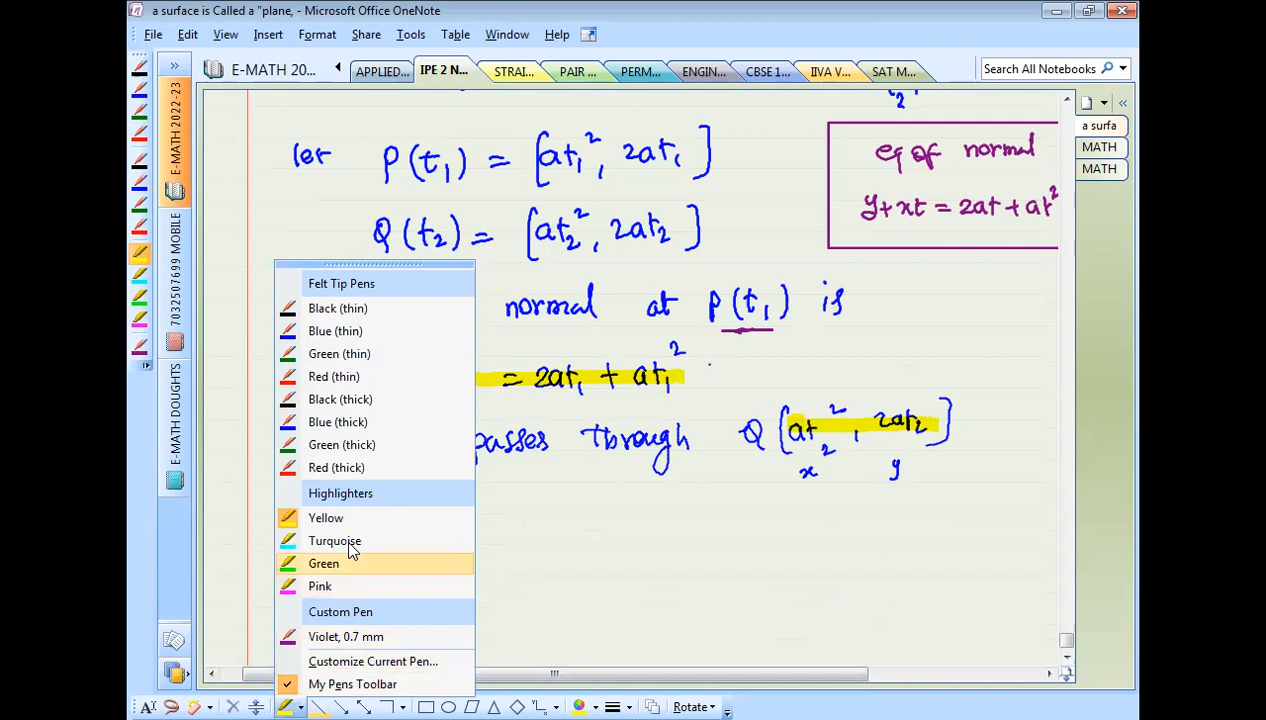 a surface is Called a "plane, - Microsoft Office OneNote
File Edit View Insert Format Share Tools Table Window Help
E-MATH 20... APPLIED... IPE 2 N... STRAI... PAIR ... PERM... ENGIN... CBSE 1... IIVA V... SAT M... Search All Notebooks
E-MATH 2022-23
7032507699 MOBILE
E-MATH DOUGHTS
a surfa
MATH
MATH
let P(t₁) = [at₁², 2at₁]
Q(t₂) = [at₂², 2at₂]
eq of normal
y+xt = 2at + at²
normal at P(t₁) is
= 2at₁ + at₁²
passes through Q [at₂², 2at₂]
x y
Felt Tip Pens
Black (thin)
Blue (thin)
Green (thin)
Red (thin)
Black (thick)
Blue (thick)
Green (thick)
Red (thick)
Highlighters
Yellow
Turquoise
Green
Pink
Custom Pen
Violet, 0.7 mm
Customize Current Pen...
My Pens Toolbar
Rotate